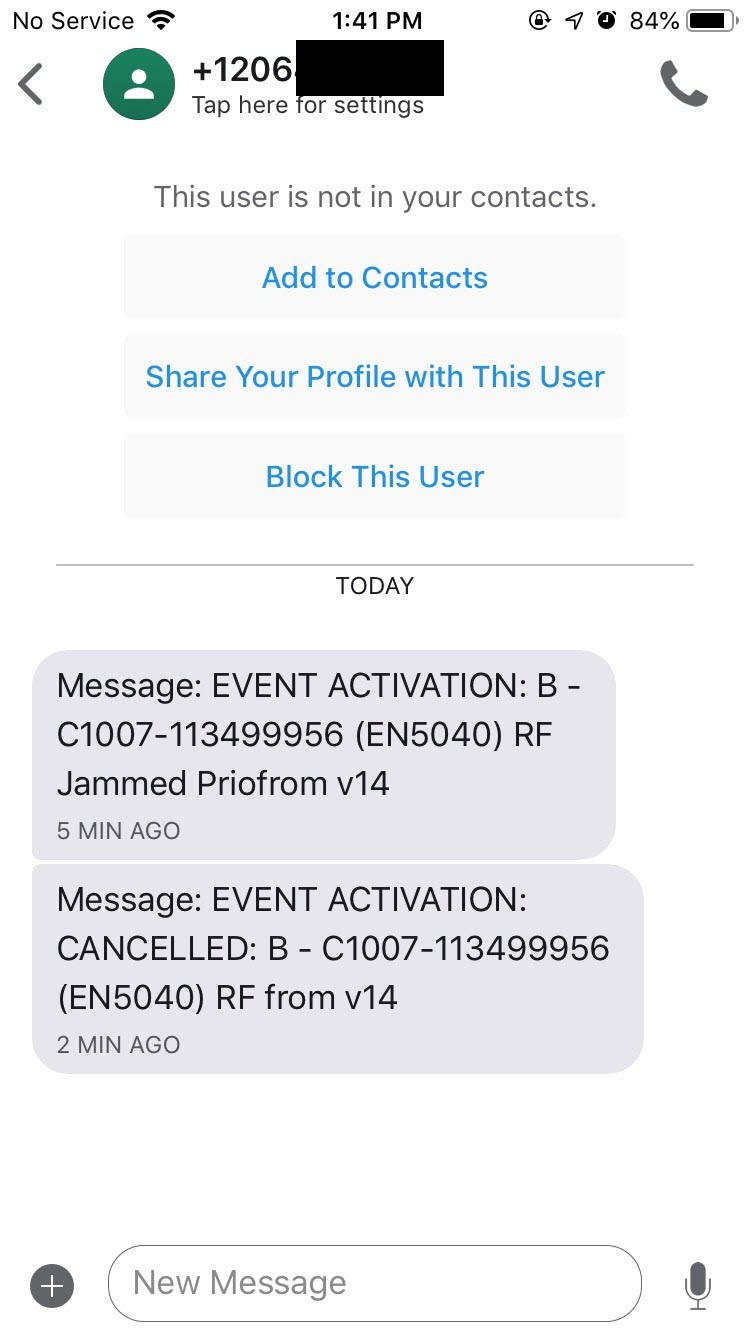 No Service 1:41 PM 84%
+1206
Tap here for settings
This user is not in your contacts.
Add to Contacts
Share Your Profile with This User
Block This User
TODAY
Message: EVENT ACTIVATION: B -
C1007-113499956 (EN5040) RF
Jammed Priofrom v14
5 MIN AGO
Message: EVENT ACTIVATION:
CANCELLED: B - C1007-113499956
(EN5040) RF from v14
2 MIN AGO
New Message